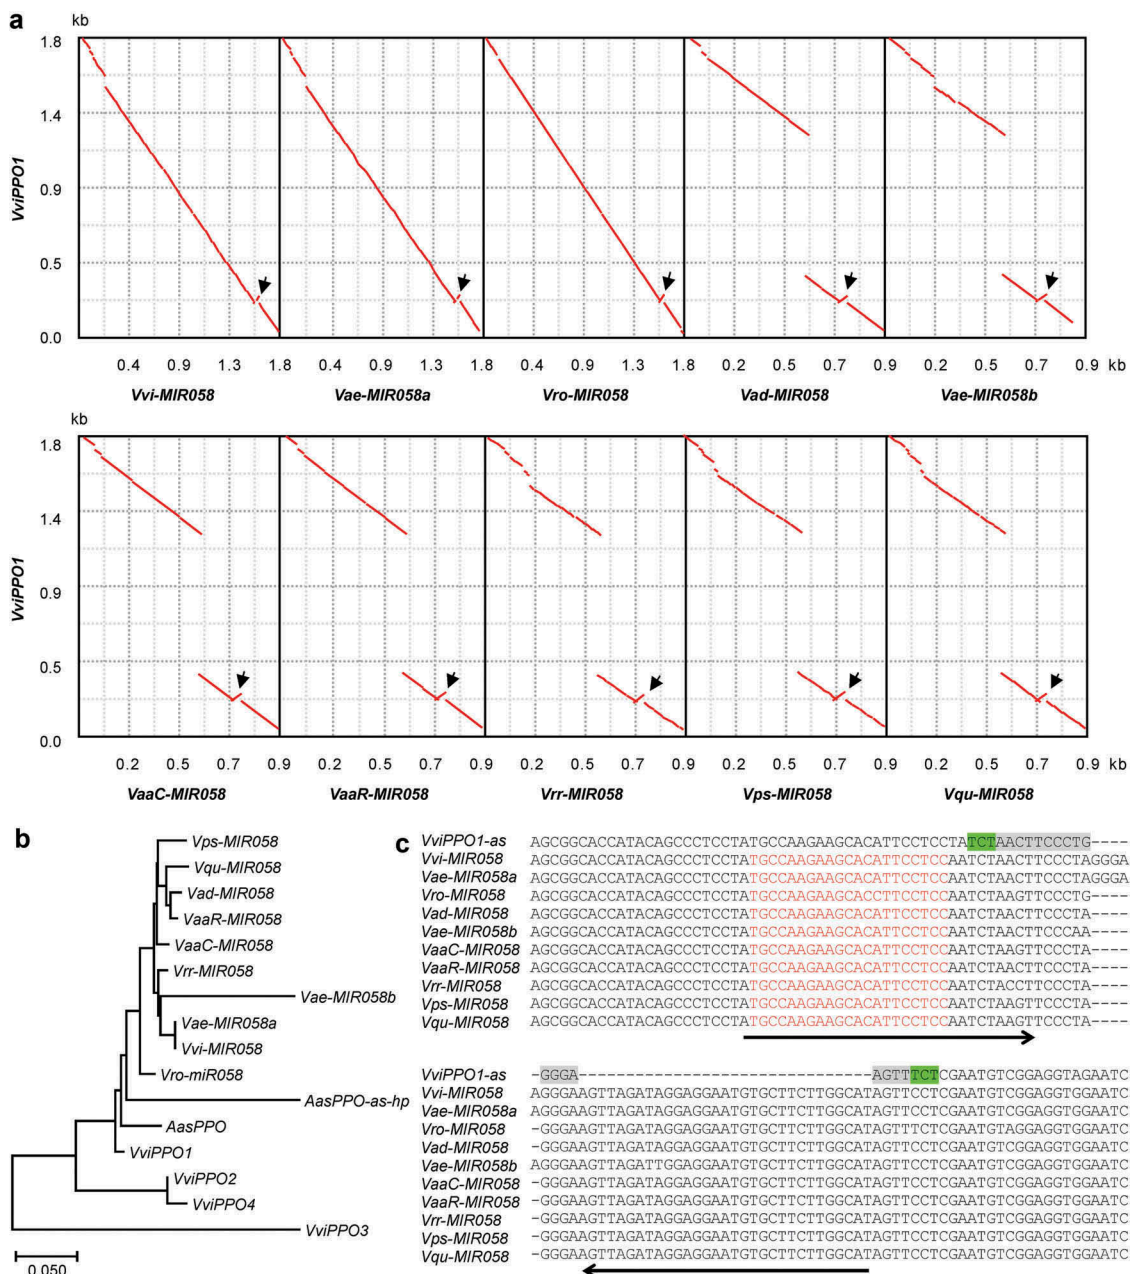 a
kb
1.8
1.4
0.9
0.5
0.0
VviPPO1
0.4 0.9 1.3 1.8 0.4 0.9 1.3 1.8 0.4 0.9 1.3 1.8 0.2 0.5 0.7 0.9 0.2 0.5 0.7 0.9 kb
Vvi-MIR058 Vae-MIR058a Vro-MIR058 Vad-MIR058 Vae-MIR058b
kb
1.8
1.4
0.9
0.5
0.0
VviPPO1
0.2 0.5 0.7 0.9 0.2 0.5 0.7 0.9 0.2 0.5 0.7 0.9 0.2 0.5 0.7 0.9 0.2 0.5 0.7 0.9 kb
VaaC-MIR058 VaaR-MIR058 Vrr-MIR058 Vps-MIR058 Vqu-MIR058
b
Vps-MIR058
Vqu-MIR058
Vad-MIR058
VaaR-MIR058
VaaC-MIR058
Vrr-MIR058
Vae-MIR058b
Vae-MIR058a
Vvi-MIR058
Vro-miR058
AasPPO-as-hp
AasPPO
VviPPO1
VviPPO2
VviPPO4
VviPPO3
0.050
c
VviPPO1-as AGCGGCACCATACAGCCCTCCTATGCCAAGAAGCACATTCCTCCTATCTAACTTCCCTG----
Vvi-MIR058 AGCGGCACCATACAGCCCTCCTATGCCAAGAAGCACATTCCTCCAATCTAACTTCCCTAGGGA
Vae-MIR058a AGCGGCACCATACAGCCCTCCTATGCCAAGAAGCACATTCCTCCAATCTAACTTCCCTAGGGA
Vro-MIR058 AGCGGCACCATACAGCCCTCCTATGCCAAGAAGCACCTTCCTCCAATCTAAGTTCCCTG----
Vad-MIR058 AGCGGCACCATACAGCCCTCCTATGCCAAGAAGCACATTCCTCCAATCTAACTTCCCTA----
Vae-MIR058b AGCGGCACCATACAGCCCTCCTATGCCAAGAAGCACATTCCTCCAATCTAACTTCCCAA----
VaaC-MIR058 AGCGGCACCATACAGCCCTCCTATGCCAAGAAGCACATTCCTCCAATCTAACTTCCCTA----
VaaR-MIR058 AGCGGCACCATACAGCCCTCCTATGCCAAGAAGCACATTCCTCCAATCTAACTTCCCTA----
Vrr-MIR058 AGCGGCACCATACAGCCCTCCTATGCCAAGAAGCACATTCCTCCAATCTAAGTTCCCTA----
Vps-MIR058 AGCGGCACCATACAGCCCTCCTATGCCAAGAAGCACATTCCTCCAATCTAACTTCCCTA----
Vqu-MIR058 AGCGGCACCATACAGCCCTCCTATGCCAAGAAGCACATTCCTCCAATCTAAGTTCCCTA----
VviPPO1-as -GGGA-------------------------------AGTTTCTCGAATGTCGGAGGTAGAATC
Vvi-MIR058 AGGGAAGTTAGATAGGAGGAATGTGCTTCTTGGCATAGTTCCTCGAATGTCGGAGGTGGAATC
Vae-MIR058a AGGGAAGTTAGATAGGAGGAATGTGCTTCTTGGCATAGTTCCTCGAATGTCGGAGGTGGAATC
Vro-MIR058 -GGGAAGTTAGATAGGAGGAATGTGCTTCTTGGCATAGTTTCTCGAATGTAGGAGGTGGAATC
Vad-MIR058 -GGGAAGTTAGATAGGAGGAATGTGCTTCTTGGCATAGTTCCTCGAATGTCGGAGGTGGAATC
Vae-MIR058b AGGGAAGTTAGATTGGAGGAATGTGCTTCTTGGCATAGTTCCTCGAATGTCGGAGGTGGAATC
VaaC-MIR058 -GGGAAGTTAGATAGGAGGAATGTGCTTCTTGGCATAGTTCCTCGAATGTCGGAGGTGGAATC
VaaR-MIR058 -GGGAAGTTAGATAGGAGGAATGTGCTTCTTGGCATAGTTCCTCGAATGTCGGAGGTGGAATC
Vrr-MIR058 -GGGAAGTTAGATAGGAGGAATGTGCTTCTTGGCATAGTTCCTCGAATGTCGGAGGTGGAATC
Vps-MIR058 -GGGAAGTTAGATAGGAGGAATGTGCTTCTTGGCATAGTTCCTCGAATGTCGGAGGTGGAATC
Vqu-MIR058 -GGGAAGTTAGATAGGAGGAATGTGCTTCTTGGCATAGTTCCTCGAATGTCGGAGGTGGAATC